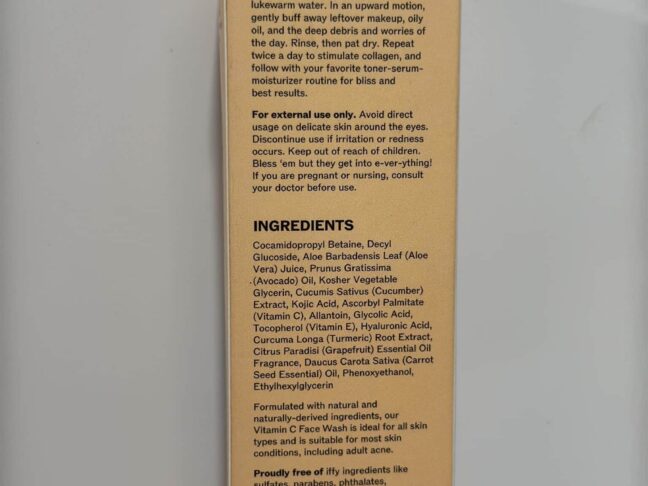 lukewarm water. In an upward motion,
gently buff away leftover makeup, oily
oil, and the deep debris and worries of
the day. Rinse, then pat dry. Repeat
twice a day to stimulate collagen, and
follow with your favorite toner-serum-
moisturizer routine for bliss and
best results.
For external use only. Avoid direct
usage on delicate skin around the eyes.
Discontinue use if irritation or redness
occurs. Keep out of reach of children.
Bless 'em but they get into e-ver-ything!
If you are pregnant or nursing, consult
your doctor before use.
INGREDIENTS
Cocamidopropyl Betaine, Decyl
Glucoside, Aloe Barbadensis Leaf (Aloe
Vera) Juice, Prunus Gratissima
(Avocado) Oil, Kosher Vegetable
Glycerin, Cucumis Sativus (Cucumber)
Extract, Kojic Acid, Ascorbyl Palmitate
(Vitamin C), Allantoin, Glycolic Acid,
Tocopherol (Vitamin E), Hyaluronic Acid,
Curcuma Longa (Turmeric) Root Extract,
Citrus Paradisi (Grapefruit) Essential Oil
Fragrance, Daucus Carota Sativa (Carrot
Seed Essential) Oil, Phenoxyethanol,
Ethylhexylglycerin
Formulated with natural and
naturally-derived ingredients, our
Vitamin C Face Wash is ideal for all skin
types and is suitable for most skin
conditions, including adult acne.
Proudly free of iffy ingredients like
sulfates, parabens, phthalates,